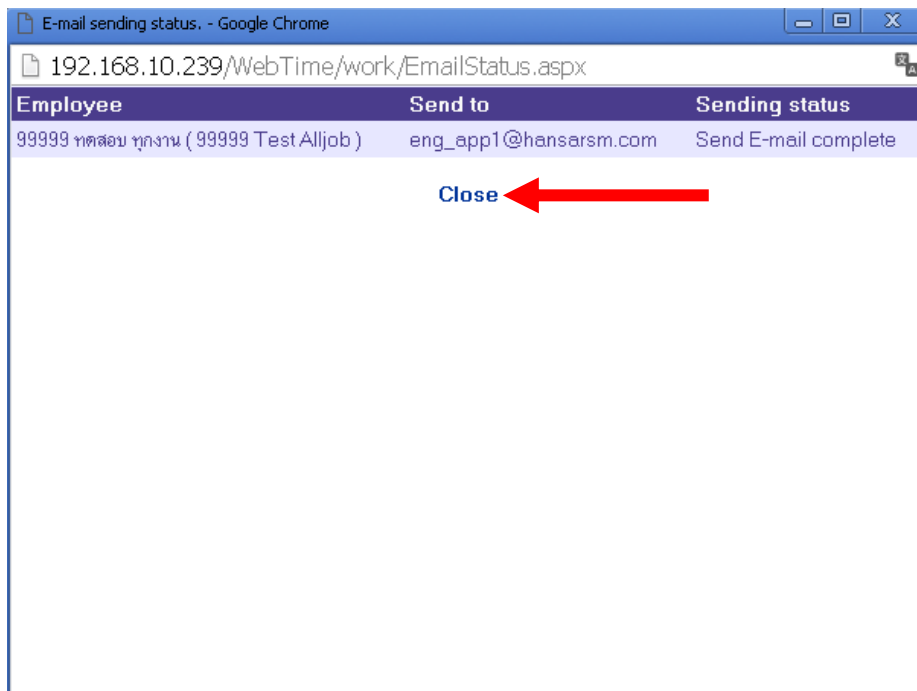 E-mail sending status. - Google Chrome
192.168.10.239/WebTime/work/EmailStatus.aspx
Employee Send to Sending status
99999 ทดสอบ ทุกงาน ( 99999 Test Alljob ) eng_app1@hansarsm.com Send E-mail complete
Close